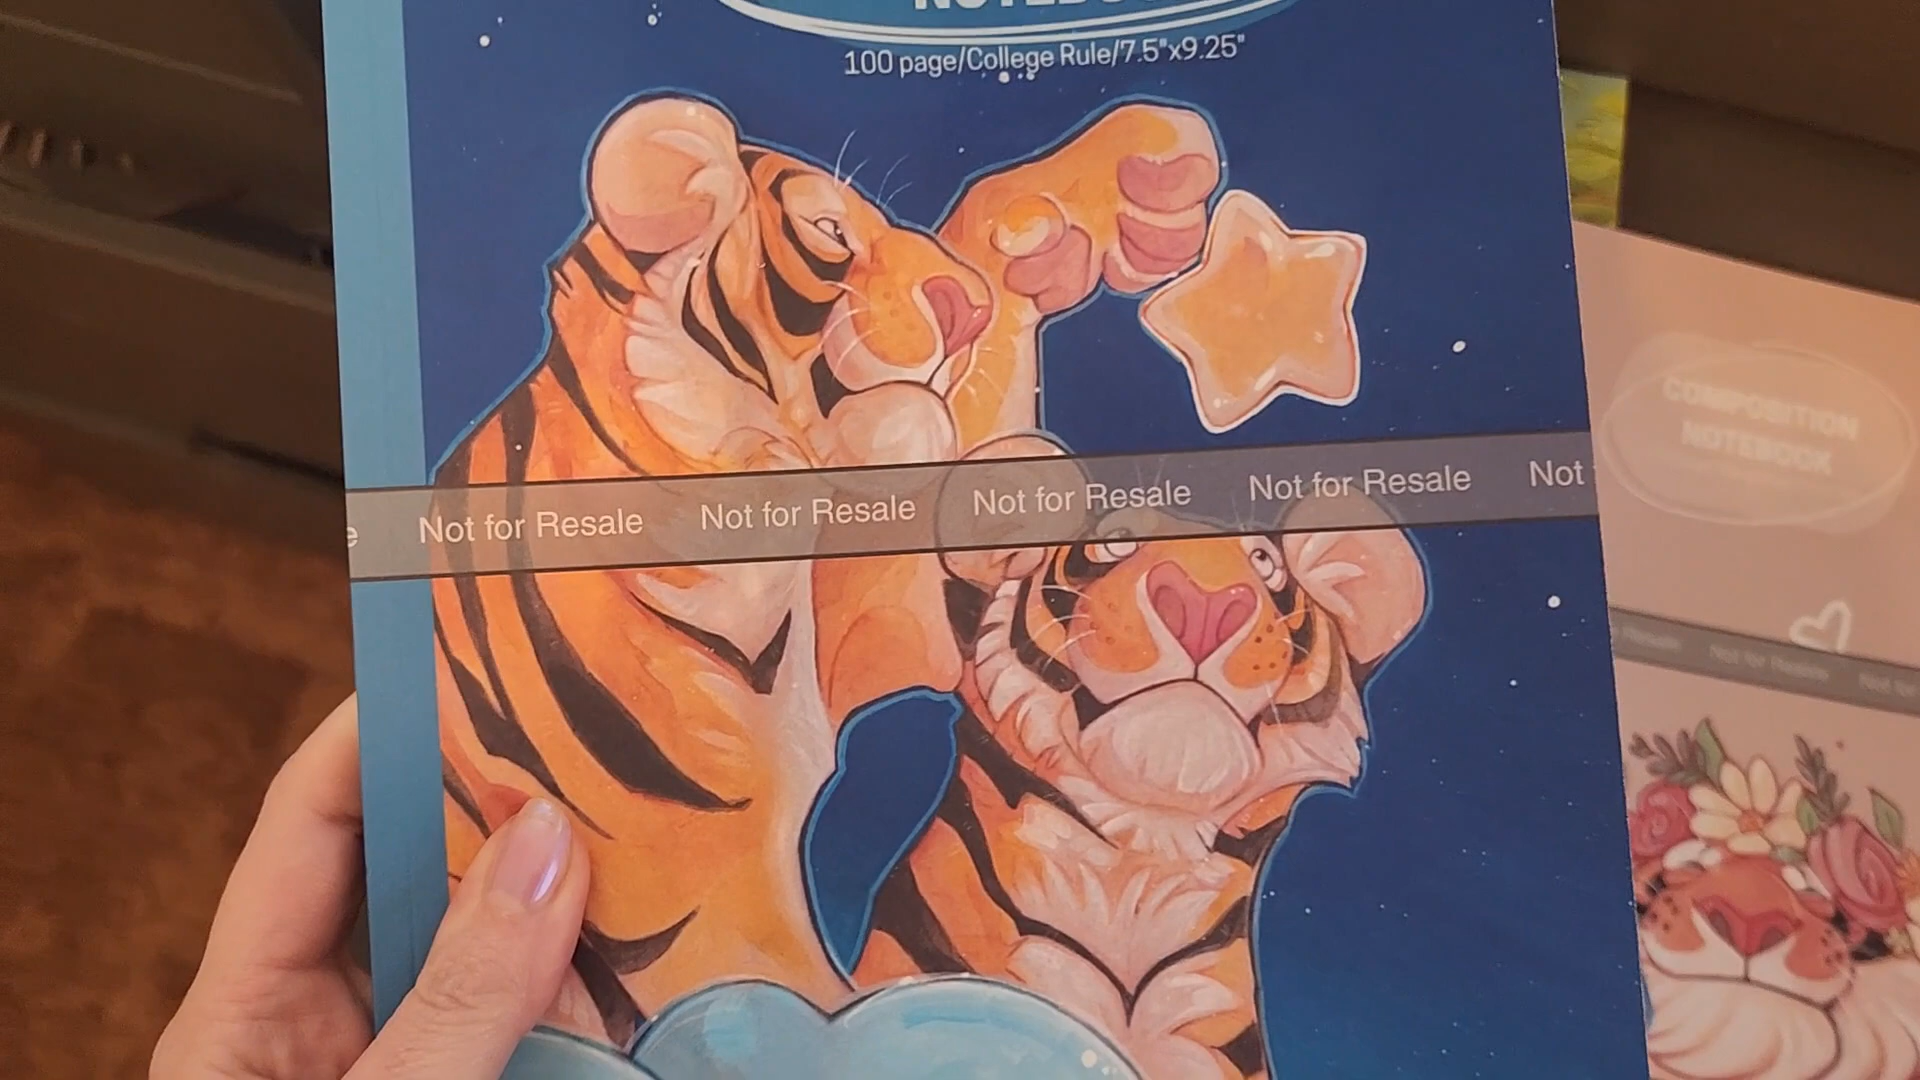 100 page/College Rule/7.5"x9.25"
Not for Resale Not for Resale Not for Resale Not for Resale Not
COMPOSITION
NOTEBOOK